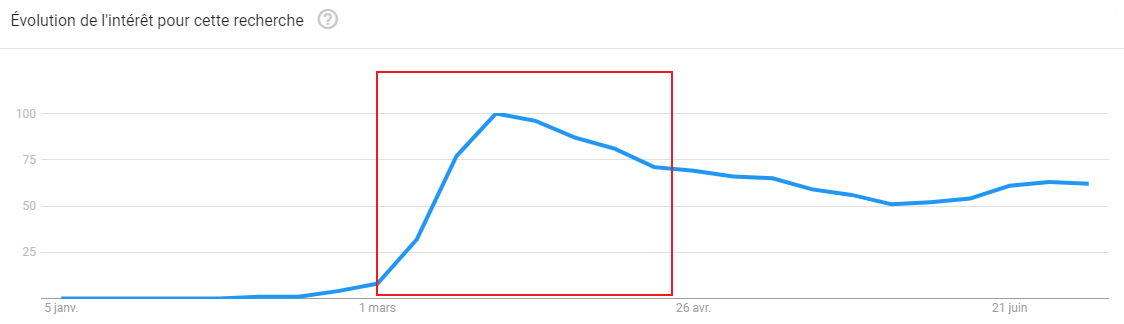 Évolution de l'intérêt pour cette recherche ?
100
75
50
25
5 janv. 1 mars 26 avr. 21 juin